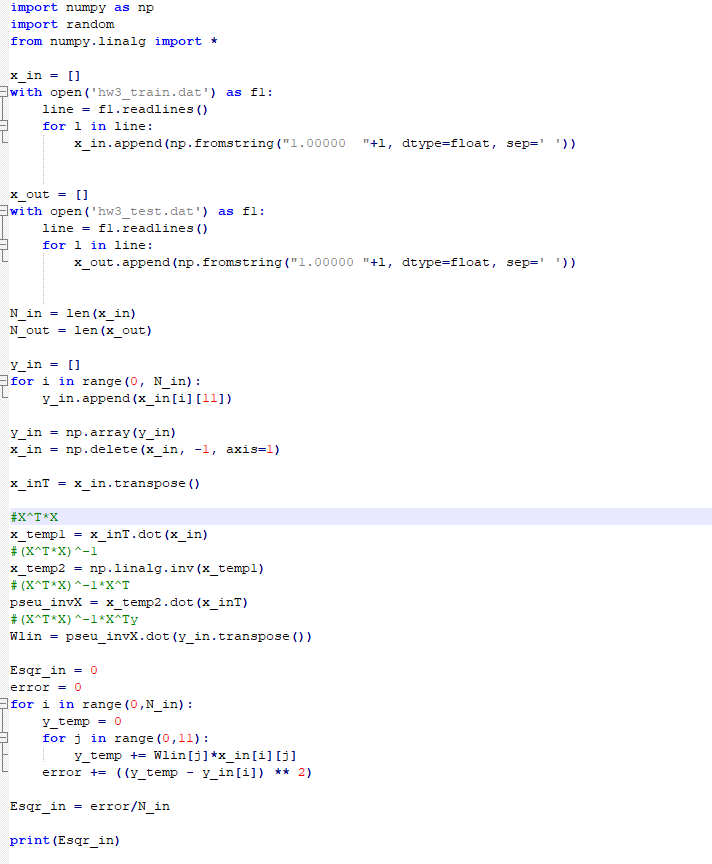 import numpy as np
import random
from numpy.linalg import *
x_in = []
with open('hw3_train.dat') as fl:
line = fl.readlines()
for l in line:
x_in.append(np.fromstring("1.00000  "+l, dtype=float, sep=' '))
x_out = []
with open('hw3_test.dat') as fl:
line = fl.readlines()
for l in line:
x_out.append(np.fromstring("1.00000 "+l, dtype=float, sep=' '))
N_in = len(x_in)
N_out = len(x_out)
y_in = []
for i in range(0, N_in):
y_in.append(x_in[i][11])
y_in = np.array(y_in)
x_in = np.delete(x_in, -1, axis=1)
x_inT = x_in.transpose()
#X^T*X
x_temp1 = x_inT.dot(x_in)
#(X^T*X)^-1
x_temp2 = np.linalg.inv(x_temp1)
#(X^T*X)^-1*X^T
pseu_invX = x_temp2.dot(x_inT)
#(X^T*X)^-1*X^Ty
Wlin = pseu_invX.dot(y_in.transpose())
Esqr_in = 0
error = 0
for i in range(0,N_in):
y_temp = 0
for j in range(0,11):
y_temp += Wlin[j]*x_in[i][j]
error += ((y_temp - y_in[i]) ** 2)
Esqr_in = error/N_in
print(Esqr_in)